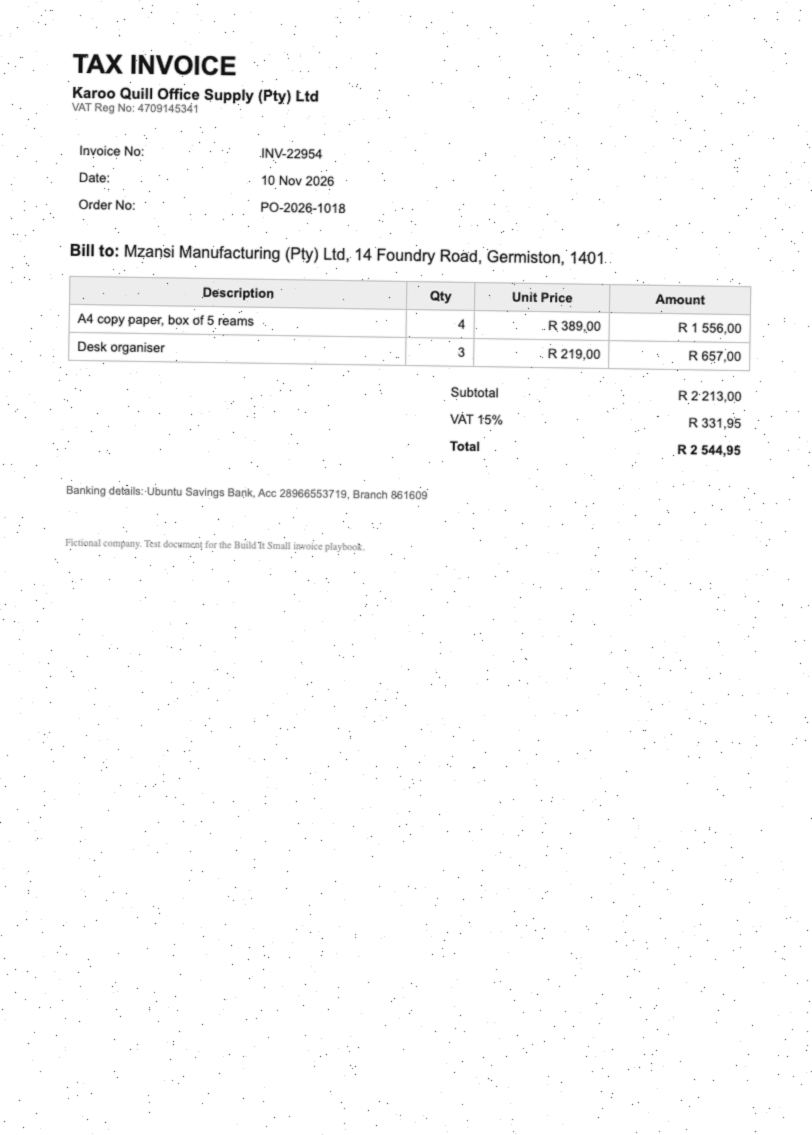 TAX INVOICE
Karoo Quill Office Supply (Pty) Ltd
VAT Reg No: 4709145341
Invoice No: INV-22954
Date: 10 Nov 2026
Order No: PO-2026-1018
Bill to: Mzansi Manufacturing (Pty) Ltd, 14 Foundry Road, Germiston, 1401
Description Qty Unit Price Amount
A4 copy paper, box of 5 reams 4 R 389,00 R 1 556,00
Desk organiser 3 R 219,00 R 657,00
Subtotal R 2 213,00
VAT 15% R 331,95
Total R 2 544,95
Banking details: Ubuntu Savings Bank, Acc 28966553719, Branch 861609
Fictional company. Test document for the Build It Small invoice playbook.